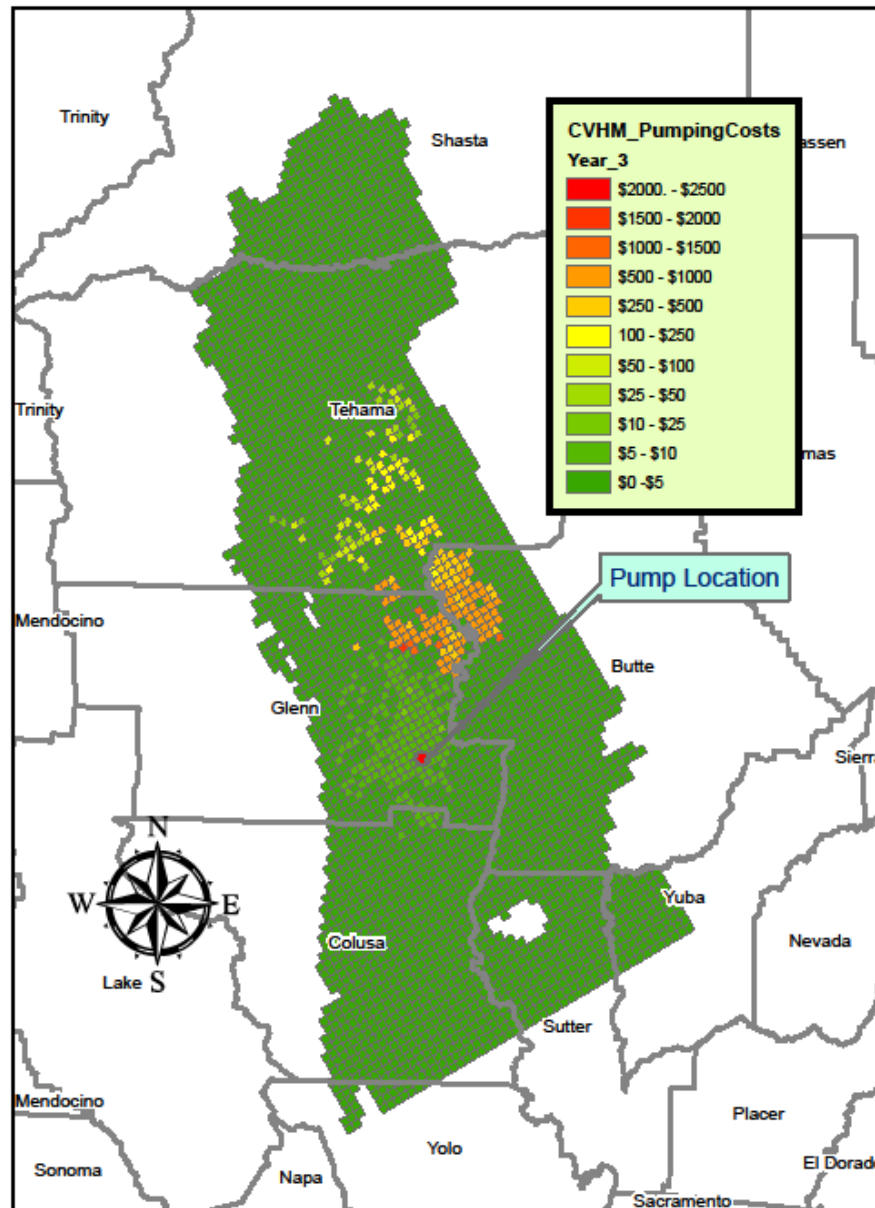 Trinity
Shasta
assen
CVHM_PumpingCosts
Year_3
$2000. - $2500
$1500 - $2000
$1000 - $1500
$500 - $1000
$250 - $500
100 - $250
$50 - $100
$25 - $50
$10 - $25
$5 - $10
$0 -$5
Trinity
Tehama
mas
Pump Location
Mendocino
Butte
Glenn
Sierra
N
W
E
S
Yuba
Colusa
Nevada
Lake
Sutter
Mendocino
Placer
Yolo
El Dorado
Sonoma
Napa
Sacramento